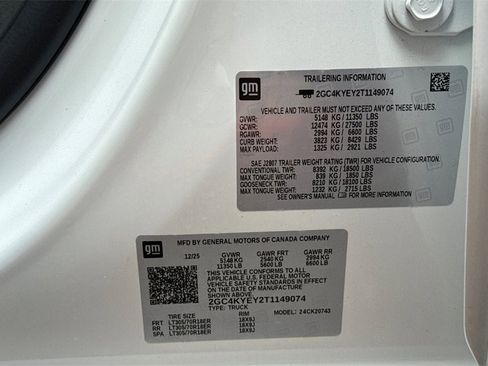 gm
TRAILERING INFORMATION
2GC4KYEY2T1149074
VEHICLE AND TRAILER MUST NOT EXCEED ANY OF THESE VALUES.
GVWR: 5148 KG / 11350 LBS
GCWR: 12474 KG / 27500 LBS
RGAWR: 2994 KG / 6600 LBS
CURB WEIGHT: 3823 KG / 8429 LBS
MAX PAYLOAD: 1325 KG / 2921 LBS
SAE J2807 TRAILER WEIGHT RATING (TWR) FOR VEHICLE CONFIGURATION.
CONVENTIONAL TWR: 8392 KG / 18500 LBS
MAX TONGUE WEIGHT: 839 KG / 1850 LBS
GOOSENECK TWR: 8210 KG / 18100 LBS
MAX TONGUE WEIGHT: 1232 KG / 2715 LBS
SEE OWNER'S MANUAL FOR MORE INFORMATION
gm
MFD BY GENERAL MOTORS OF CANADA COMPANY
12/25 GVWR GAWR FRT GAWR RR
5148 KG 2540 KG 2994 KG
11350 LB 5600 LB 6600 LB
THIS VEHICLE CONFORMS TO ALL
APPLICABLE U.S. FEDERAL MOTOR
VEHICLE SAFETY STANDARDS IN EFFECT
ON THE DATE OF MANUFACTURE
SHOWN ABOVE
2GC4KYEY2T1149074
TYPE: TRUCK
TIRE SIZE RIM MODEL: 24CK20743
FRT LT305/70R18ER 18X9J
RR LT305/70R18ER 18X9J
SPA LT305/70R18ER 18X9J